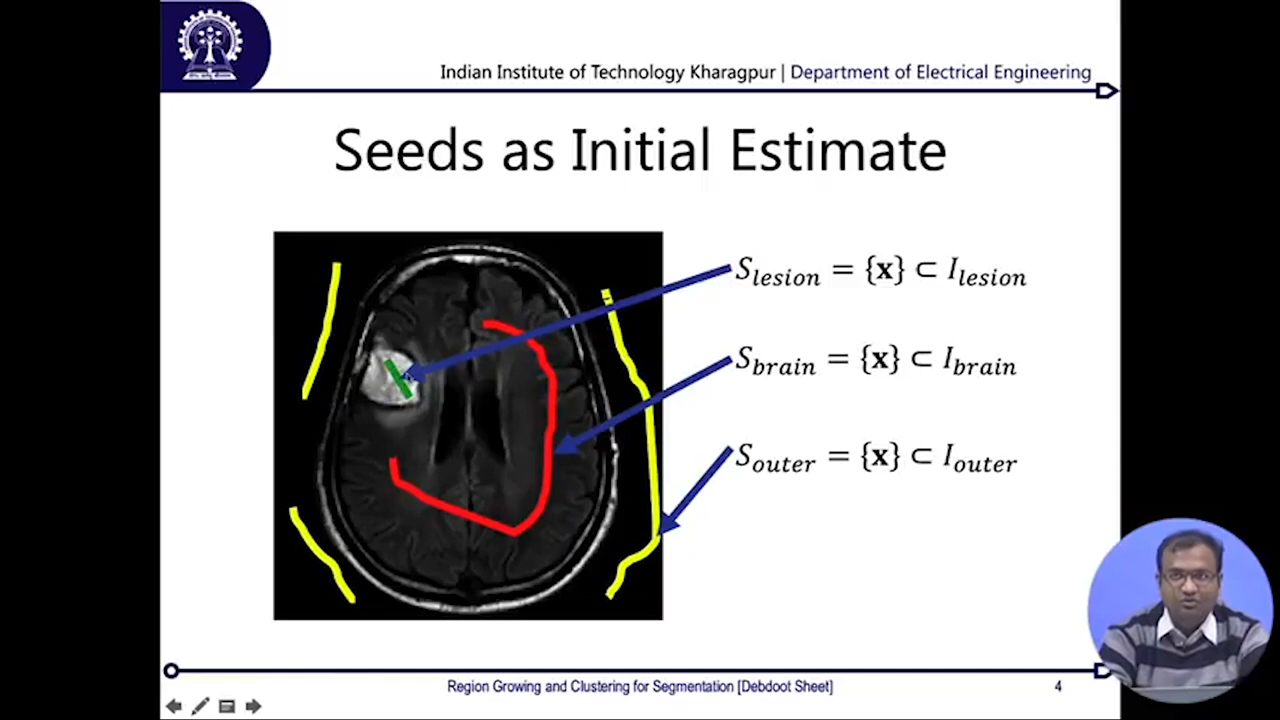 Indian Institute of Technology Kharagpur | Department of Electrical Engineering
Seeds as Initial Estimate
S_lesion = {x} ⊂ I_lesion
S_brain = {x} ⊂ I_brain
S_outer = {x} ⊂ I_outer
Region Growing and Clustering for Segmentation [Debdoot Sheet]
4